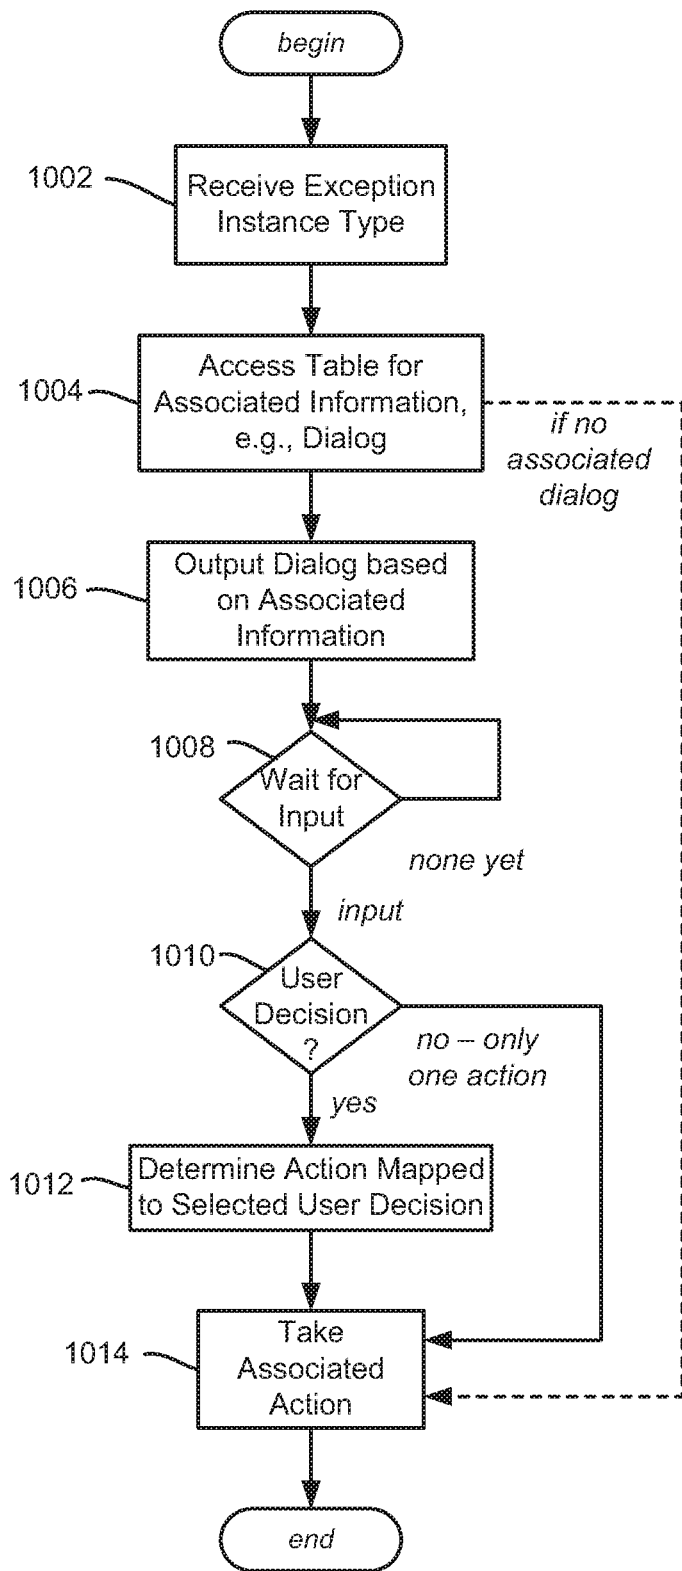 begin
1002
Receive Exception
Instance Type
1004
Access Table for
Associated Information,
e.g., Dialog
if no
associated
dialog
1006
Output Dialog based
on Associated
Information
1008
Wait for
Input
none yet
input
1010
User
Decision
?
no – only
one action
yes
1012
Determine Action Mapped
to Selected User Decision
1014
Take
Associated
Action
end